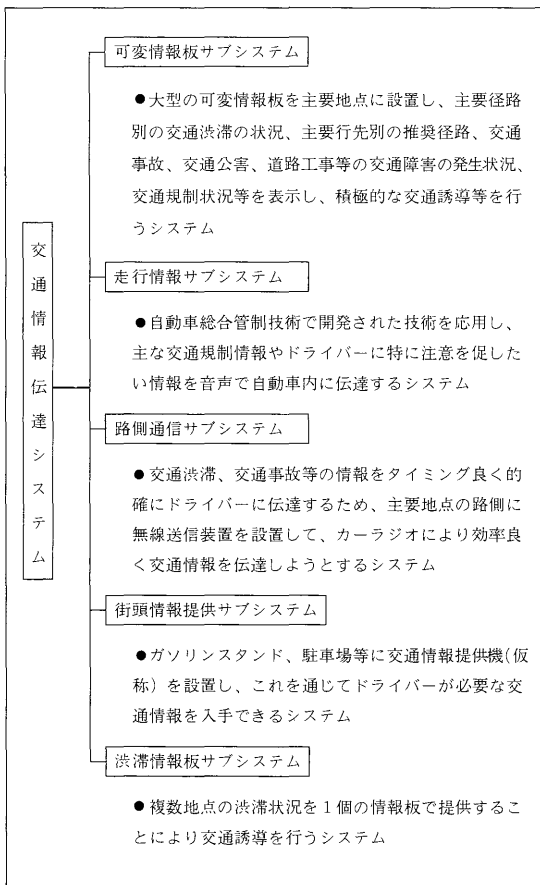 可変情報板サブシステム
●大型の可変情報板を主要地点に設置し、主要径路
別の交通渋滞の状況、主要行先別の推奨径路、交通
事故、交通公害、道路工事等の交通障害の発生状況、
交通規制状況等を表示し、積極的な交通誘導等を行
うシステム
交通情報伝達システム
走行情報サブシステム
●自動車総合管制技術で開発された技術を応用し、
主な交通規制情報やドライバーに特に注意を促した
い情報を音声で自動車内に伝達するシステム
路側通信サブシステム
●交通渋滞、交通事故等の情報をタイミング良く的
確にドライバーに伝達するため、主要地点の路側に
無線送信装置を設置して、カーラジオにより効率良
く交通情報を伝達しようとするシステム
街頭情報提供サブシステム
●ガソリンスタンド、駐車場等に交通情報提供機(仮
称)を設置し、これを通じてドライバーが必要な交
通情報を入手できるシステム
渋滞情報板サブシステム
●複数地点の渋滞状況を1個の情報板で提供するこ
とにより交通誘導を行うシステム